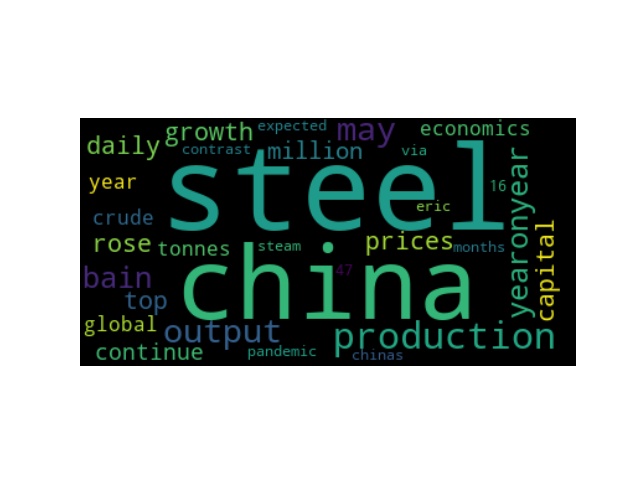 daily growth expected may economics
contrast million via
year steel 16 yearonyear
crude eric
rose tonnes steam prices months capital
bain china 47
top
global output production
continue pandemic chinas